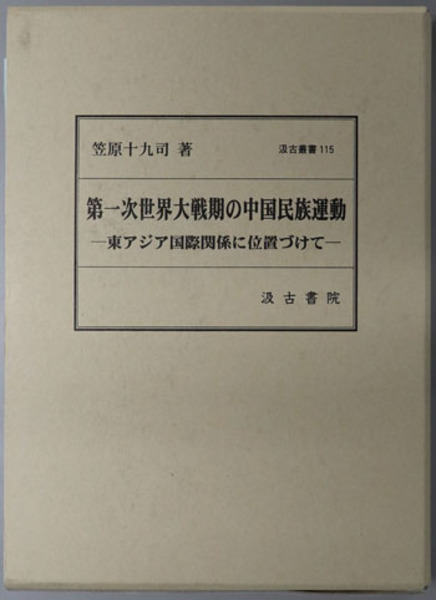 笠原十九司 著
汲古叢書 115
第一次世界大戦期の中国民族運動
―東アジア国際関係に位置づけて―
汲古書院